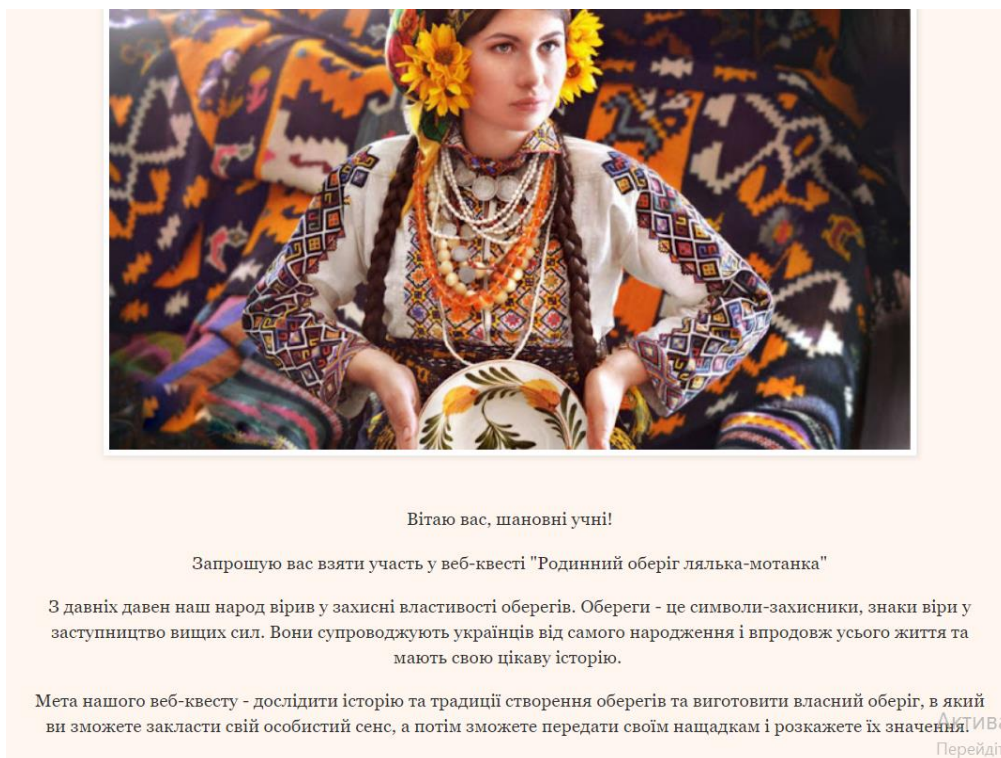 Вітаю вас, шановні учні!
Запрошую вас взяти участь у веб-квесті "Родинний оберіг лялька-мотанка"
З давніх давен наш народ вірив у захисні властивості оберегів. Обереги - це символи-захисники, знаки віри у
заступництво вищих сил. Вони супроводжують українців від самого народження і впродовж усього життя та
мають свою цікаву історію.
Мета нашого веб-квесту - дослідити історію та традиції створення оберегів та виготовити власний оберіг, в який
ви зможете закласти свій особистий сенс, а потім зможете передати своїм нащадкам і розкажете їх значення.